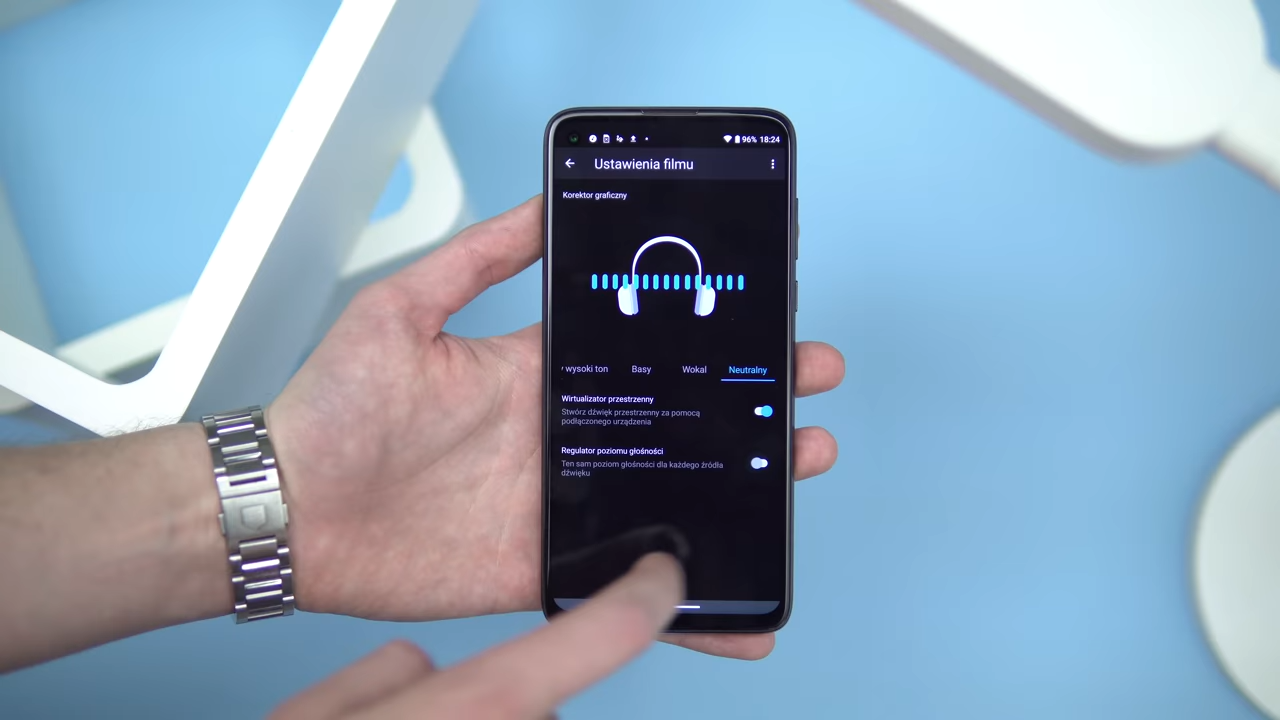 96% 18:24
Ustawienia filmu
Korektor graficzny
wysoki ton Basy Wokal Neutralny
Wirtualizator przestrzenny
Stwórz dźwięk przestrzenny za pomocą
podłączonego urządzenia
Regulator poziomu głośności
Ten sam poziom głośności dla każdego źródła
dźwięku